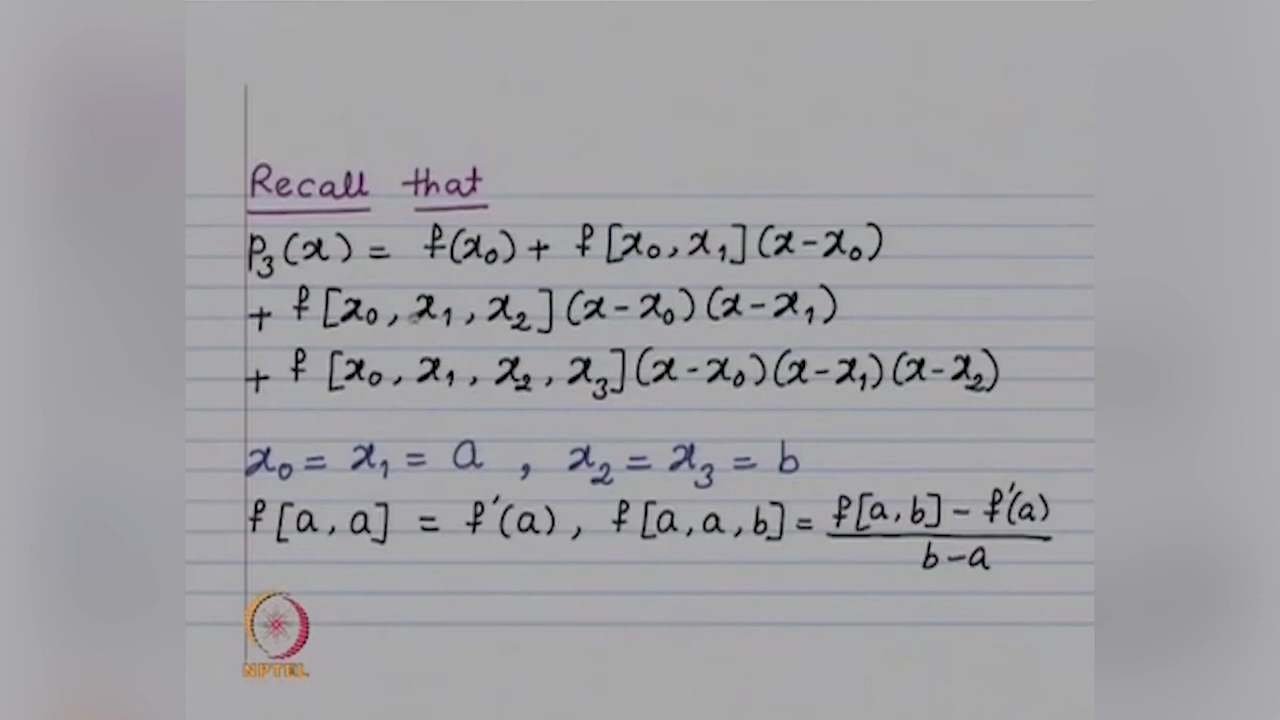 Recall that
p₃(x) = f(x₀) + f[x₀, x₁](x-x₀)
+ f[x₀, x₁, x₂](x-x₀)(x-x₁)
+ f[x₀, x₁, x₂, x₃](x-x₀)(x-x₁)(x-x₂)
x₀ = x₁ = a , x₂ = x₃ = b
f[a, a] = f'(a), f[a, a, b] = (f[a, b] - f'(a))/(b-a)
NPTEL